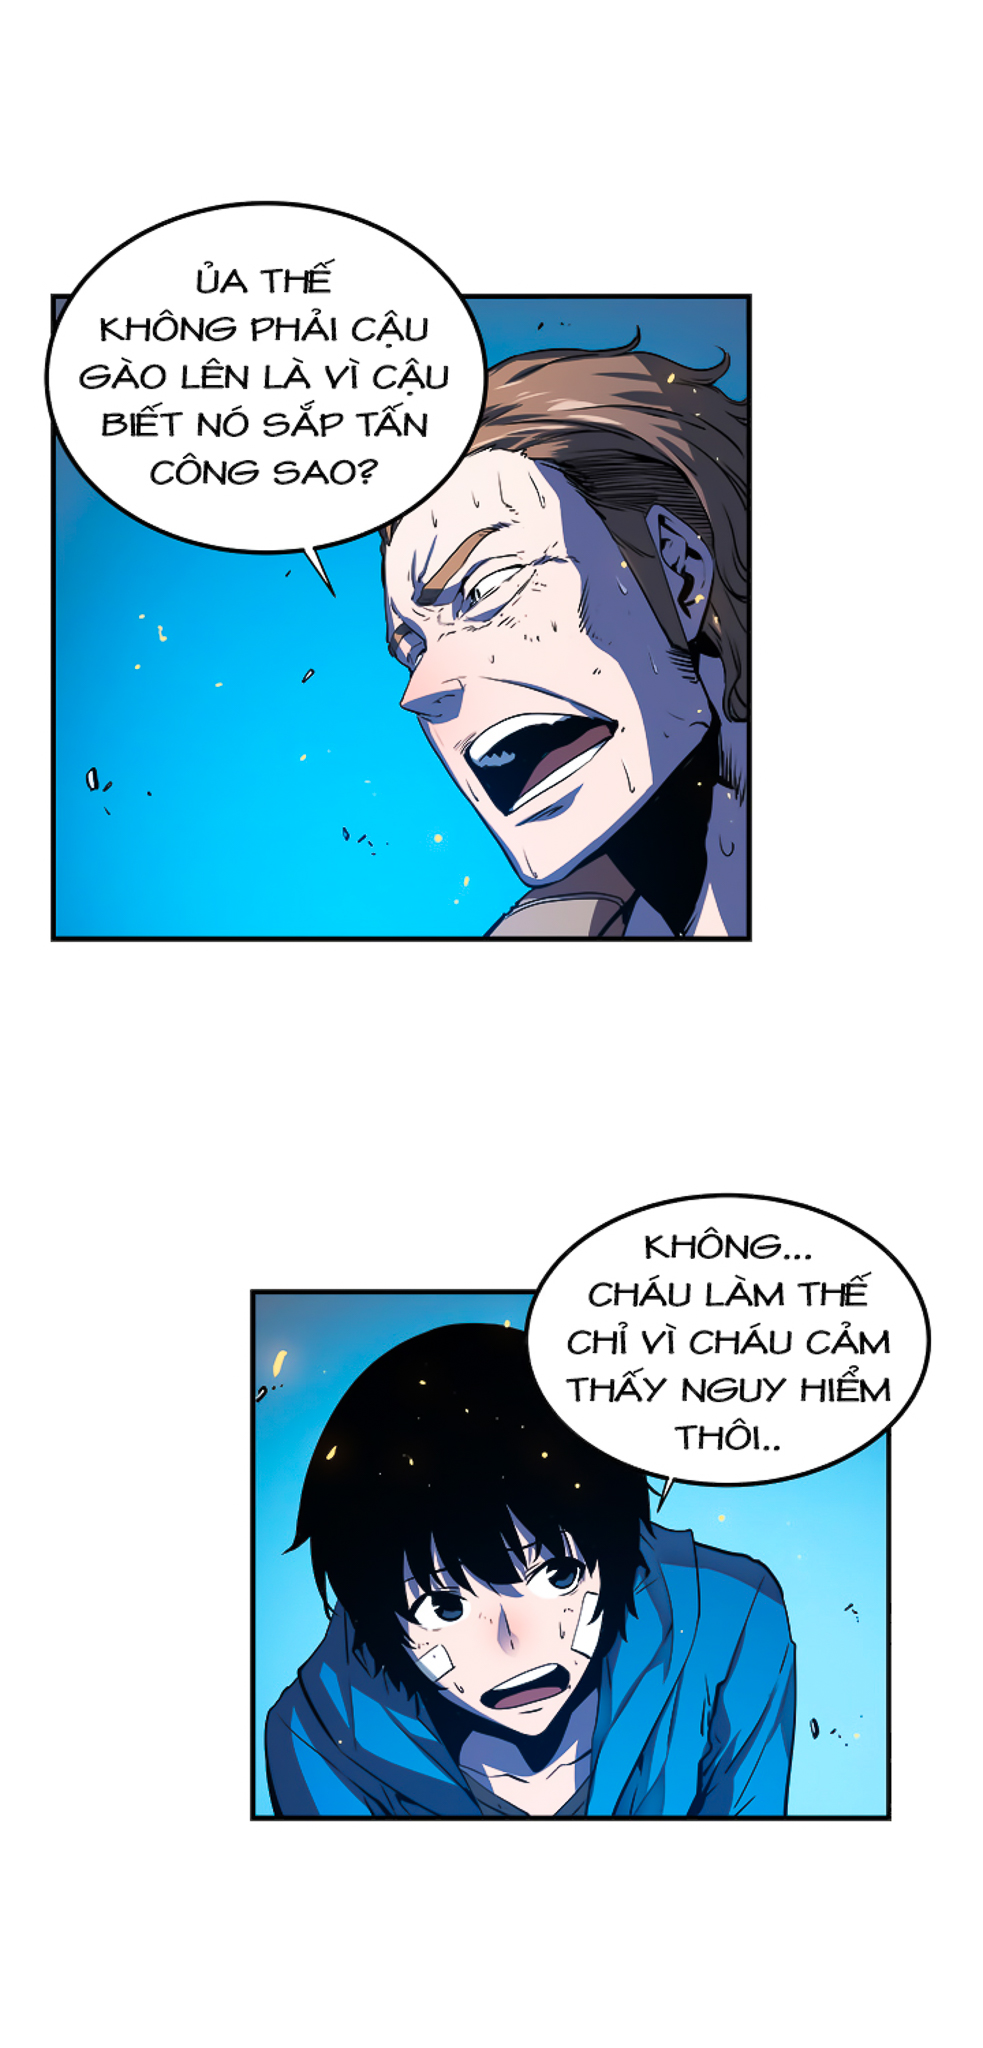 ỦA THẾ
KHÔNG PHẢI CẬU
GÀO LÊN LÀ VÌ CẬU
BIẾT NÓ SẮP TẤN
CÔNG SAO?
KHÔNG...
CHÁU LÀM THẾ
CHỈ VÌ CHÁU CẢM
THẤY NGUY HIỂM
THÔI..